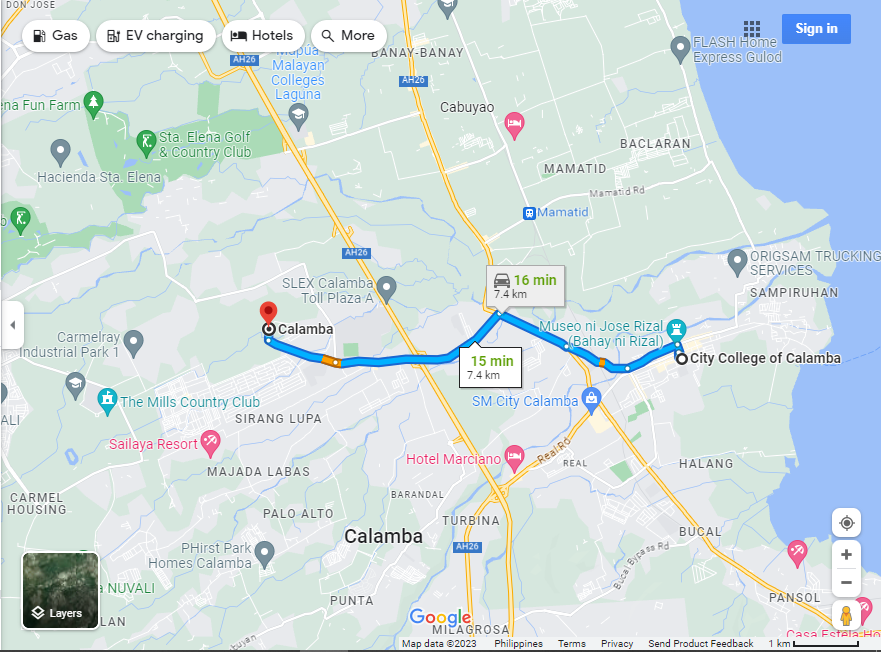 DON JOSE
Gas
EV charging
Hotels
More
Sign in
AH26
Mapúa
Malayan
Colleges
Laguna
BANAY-BANAY
AH26
FLASH Home
Express Gulod
ena Fun Farm
Cabuyao
Sta. Elena Golf
& Country Club
BACLARAN
Hacienda Sta. Elena
MAMATID
Mamatid Rd
Mamatid
AH26
ORIGSAM TRUCKING
SERVICES
SLEX Calamba
Toll Plaza A
16 min
7.4 km
SAMPIRUHAN
Calamba
Museo ni Jose Rizal
(Bahay ni Rizal)
Carmelray
Industrial Park 1
City College of Calamba
15 min
7.4 km
The Mills Country Club
SM City Calamba
ALI
SIRANG LUPA
Sailaya Resort
Real Rd
Hotel Marciano
REAL
HALANG
MAJADA LABAS
CARMEL
HOUSING
BARANDAL
PALO ALTO
TURBINA
Calamba
BUCAL
AH26
PHirst Park
Homes Calamba
Bucal Bypass Rd
NUVALI
PUNTA
PANSOL
Layers
LAN
Google
MILAGROSA
Casa Estela Ho
Map data ©2023
Philippines
Terms
Privacy
Send Product Feedback
1 km